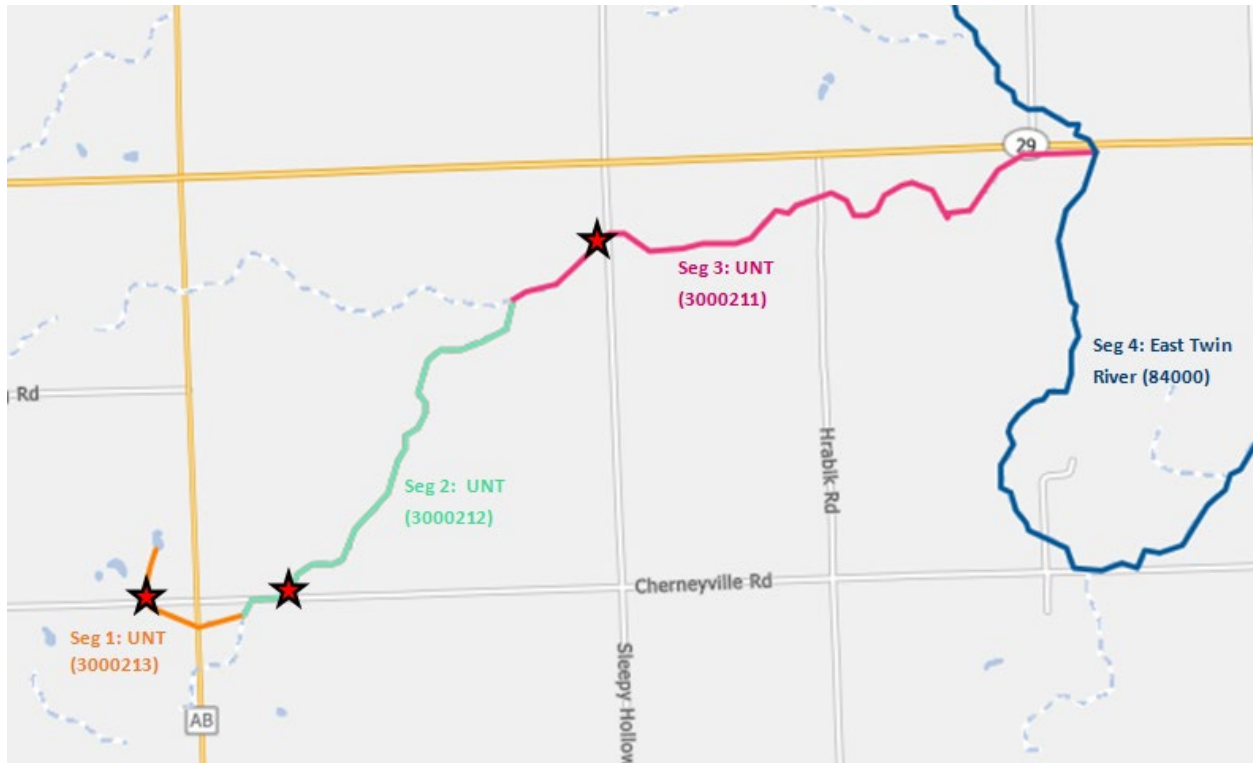 29
Seg 3: UNT
(3000211)
Seg 4: East Twin
River (84000)
Rd
Hrabik Rd
Seg 2:  UNT
(3000212)
Cherneyville Rd
Seg 1: UNT
(3000213)
Sleepy Hollow
AB